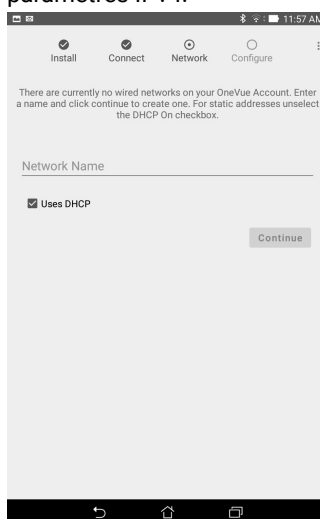 11:57 AM
Install Connect Network Configure
There are currently no wired networks on your OneVue Account. Enter
a name and click continue to create one. For static addresses unselect
the DHCP On checkbox.
Network Name
Uses DHCP
Continue